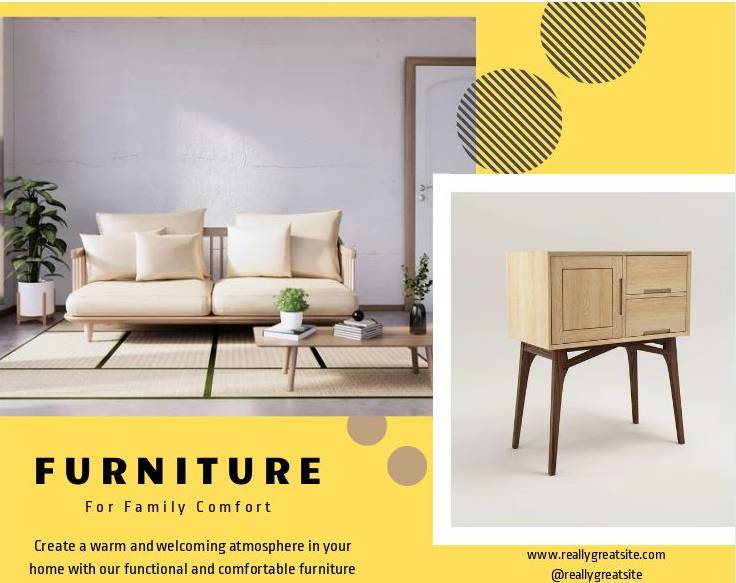 FURNITURE
For Family Comfort
Create a warm and welcoming atmosphere in your
home with our functional and comfortable furniture
www.reallygreatsite.com
@reallygreatsite